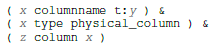 ( x columnname t:y ) &
( x type physical_column ) &
( z column x )